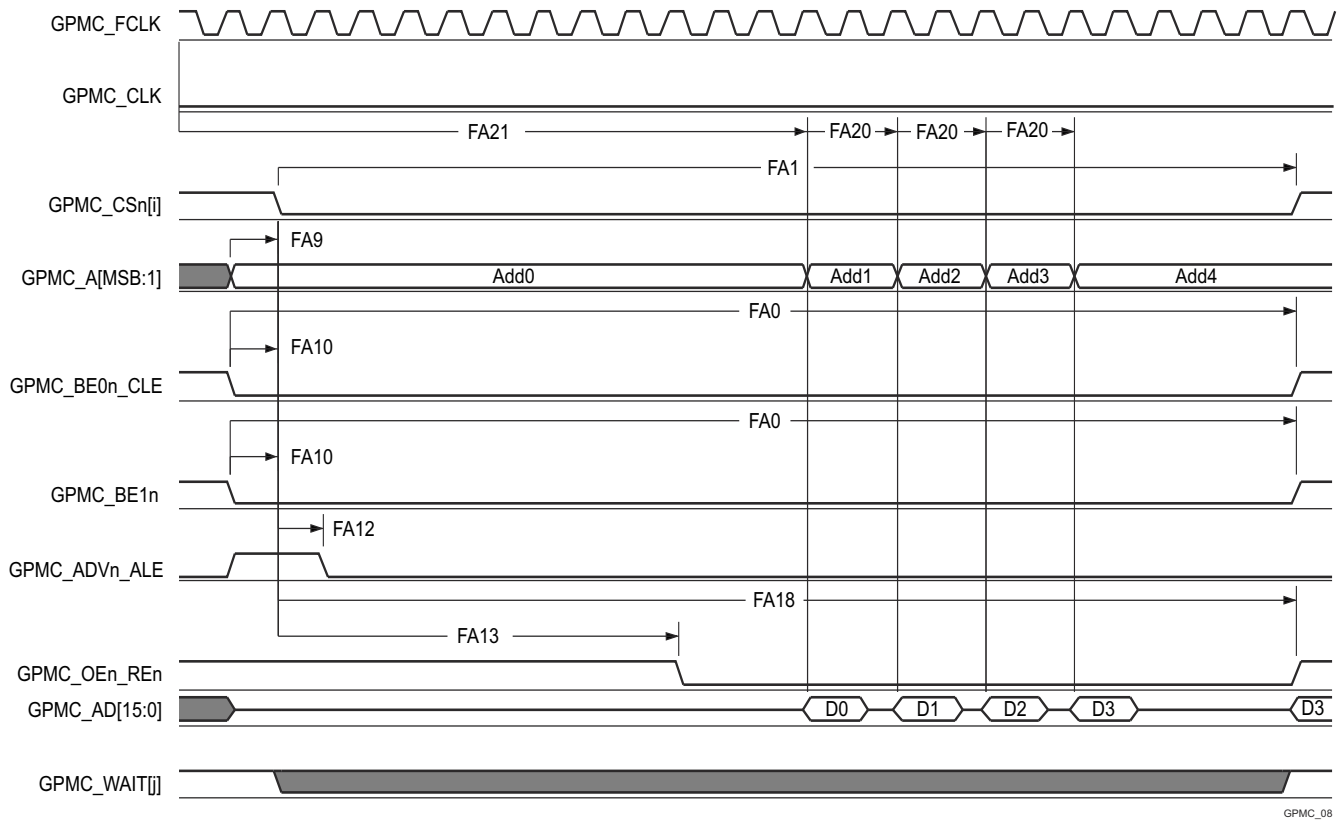 GPMC_FCLK
GPMC_CLK
FA21 FA20 FA20 FA20
FA1
GPMC_CSn[i]
FA9
GPMC_A[MSB:1] Add0 Add1 Add2 Add3 Add4
FA0
FA10
GPMC_BE0n_CLE
FA0
FA10
GPMC_BE1n
FA12
GPMC_ADVn_ALE
FA18
FA13
GPMC_OEn_REn
GPMC_AD[15:0] D0 D1 D2 D3 D3
GPMC_WAIT[j]
GPMC_08